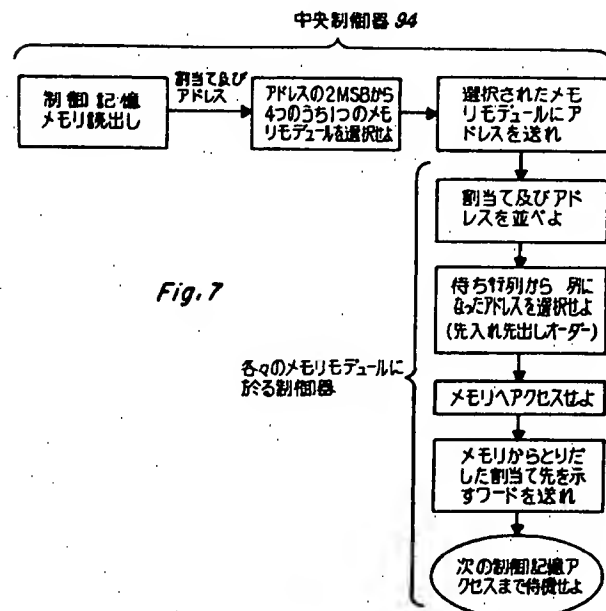 中央制御器 94
制御記憶
メモリ読出し
割当て及び
アドレス
アドレスの2MSBから
4つのうち1つのメモ
リモデュールを選択せよ
選択されたメモ
リモデュールにア
ドレスを送れ
割当て及びアド
レスを並べよ
Fig. 7
待ち行列から 列に
なったアドレスを選択せよ
(先入れ先出しオーダー)
各々のメモリモデュールに
於る制御器
メモリへアクセスせよ
メモリからとりだ
した割当て先を示
すワードを送れ
次の制御記憶ア
クセスまで待機せよ